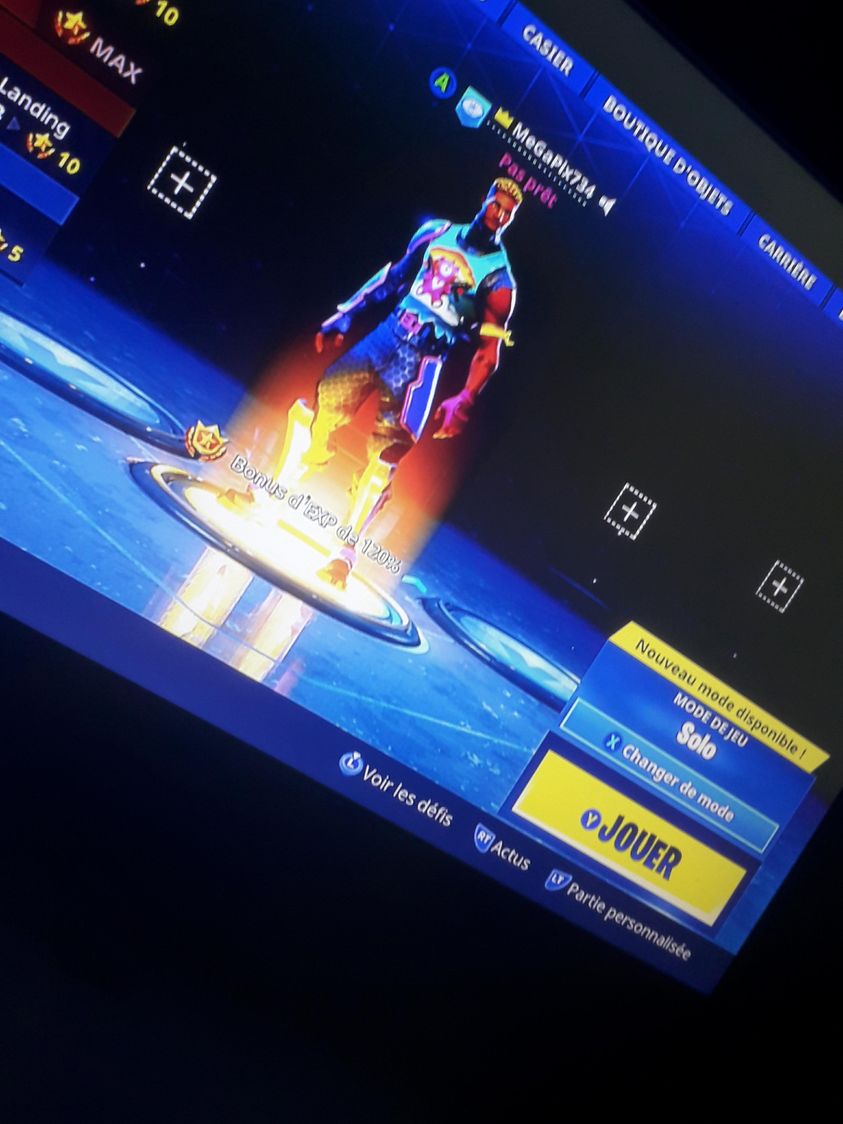 10
MAX
Landing
10
5
CASIER
BOUTIQUE D'OBJETS
CARRIÈRE
A
MeGaPlx734
Pas prêt
Bonus d'EXP de 120%
Nouveau mode disponible !
MODE DE JEU
Solo
X Changer de mode
Y JOUER
L Voir les défis
RT Actus
LT Partie personnalisée